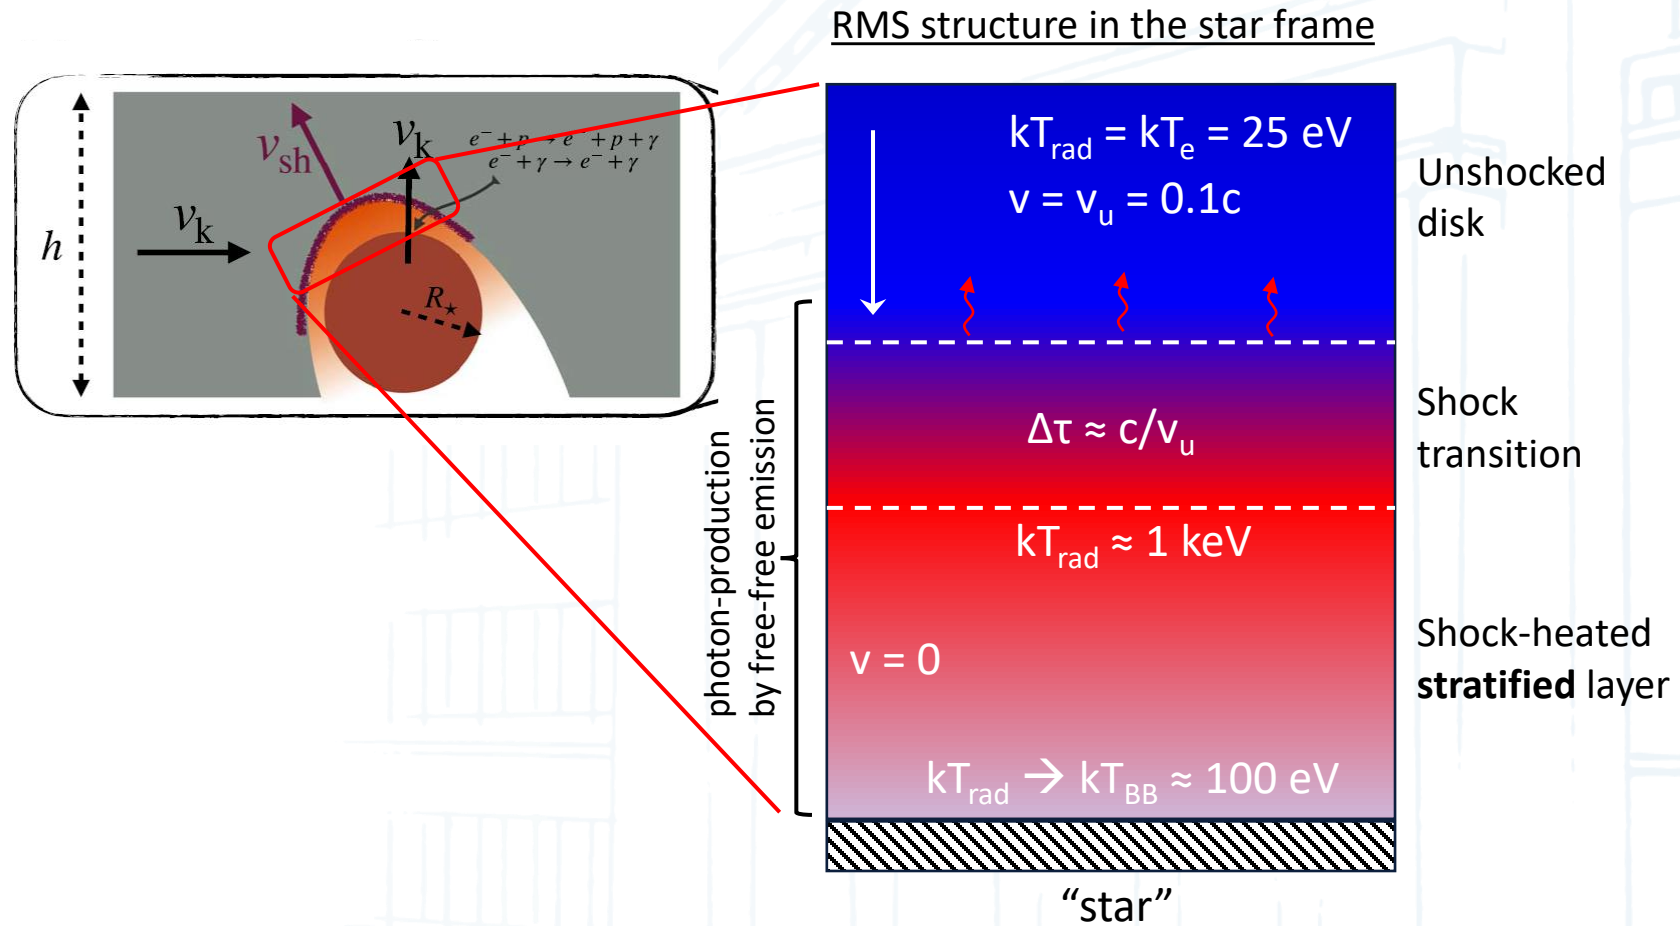 RMS structure in the star frame
h
v_k
v_sh
v_k
e⁻ + p → e⁻ + p + γ
e⁻ + γ → e⁻ + γ
R⋆
kT_rad = kT_e = 25 eV
v = v_u = 0.1c
Unshocked
disk
Δτ ≈ c/v_u
Shock
transition
photon-production
by free-free emission
kT_rad ≈ 1 keV
v = 0
Shock-heated
stratified layer
kT_rad → kT_BB ≈ 100 eV
“star”